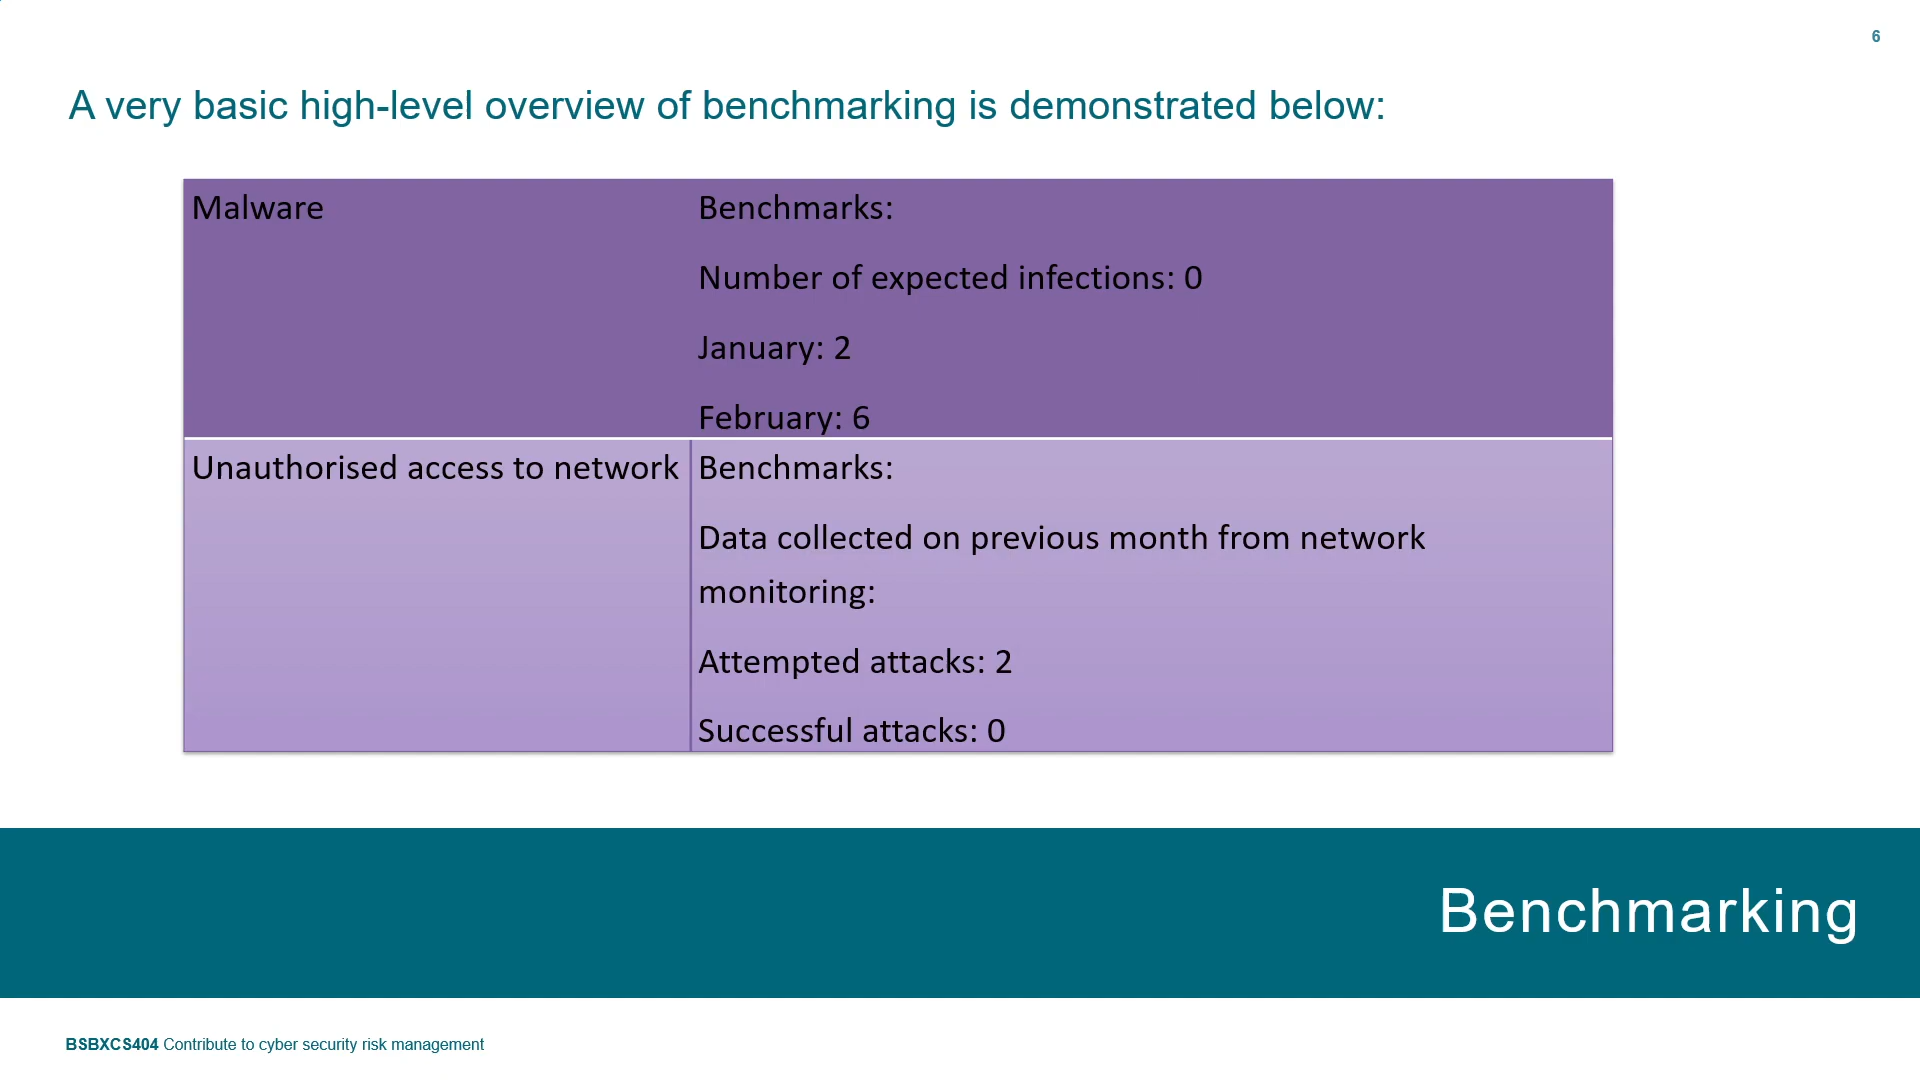 6
A very basic high-level overview of benchmarking is demonstrated below:
Malware
Benchmarks:
Number of expected infections: 0
January: 2
February: 6
Unauthorised access to network
Benchmarks:
Data collected on previous month from network
monitoring:
Attempted attacks: 2
Successful attacks: 0
Benchmarking
BSBXCS404 Contribute to cyber security risk management